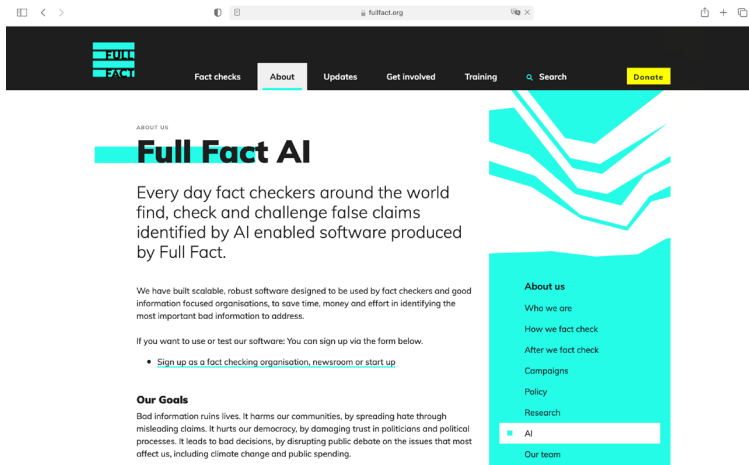 fullfact.org
FULL
FACT
Fact checks
About
Updates
Get involved
Training
Search
Donate
ABOUT US
Full Fact AI
Every day fact checkers around the world
find, check and challenge false claims
identified by AI enabled software produced
by Full Fact.
We have built scalable, robust software designed to be used by fact checkers and good
information focused organisations, to save time, money and effort in identifying the
most important bad information to address.
If you want to use or test our software: You can sign up via the form below.
Sign up as a fact checking organisation, newsroom or start up
Our Goals
Bad information ruins lives. It harms our communities, by spreading hate through
misleading claims. It hurts our democracy, by damaging trust in politicians and political
processes. It leads to bad decisions, by disrupting public debate on the issues that most
affect us, including climate change and public spending.
About us
Who we are
How we fact check
After we fact check
Campaigns
Policy
Research
AI
Our team